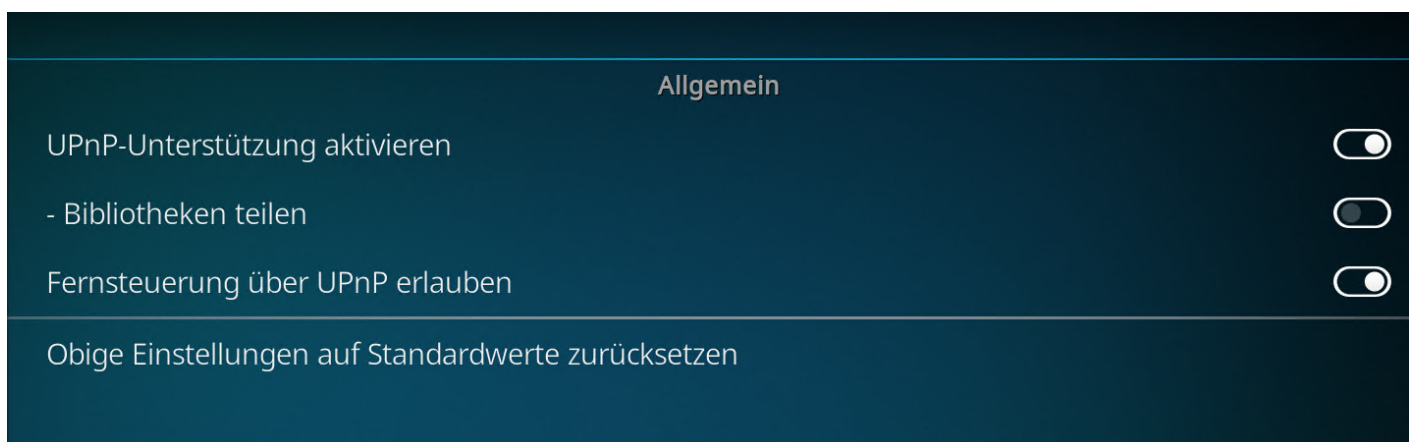 Allgemein
UPnP-Unterstützung aktivieren
- Bibliotheken teilen
Fernsteuerung über UPnP erlauben
Obige Einstellungen auf Standardwerte zurücksetzen